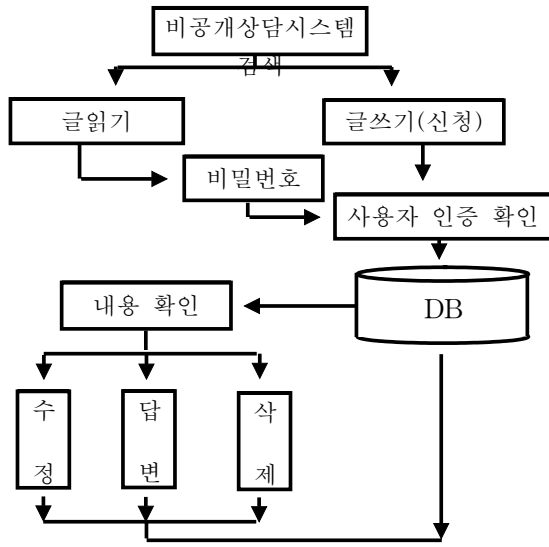 비공개상담시스템
검색
글읽기
글쓰기(신청)
비밀번호
사용자 인증 확인
내용 확인
DB
수정
답변
삭제